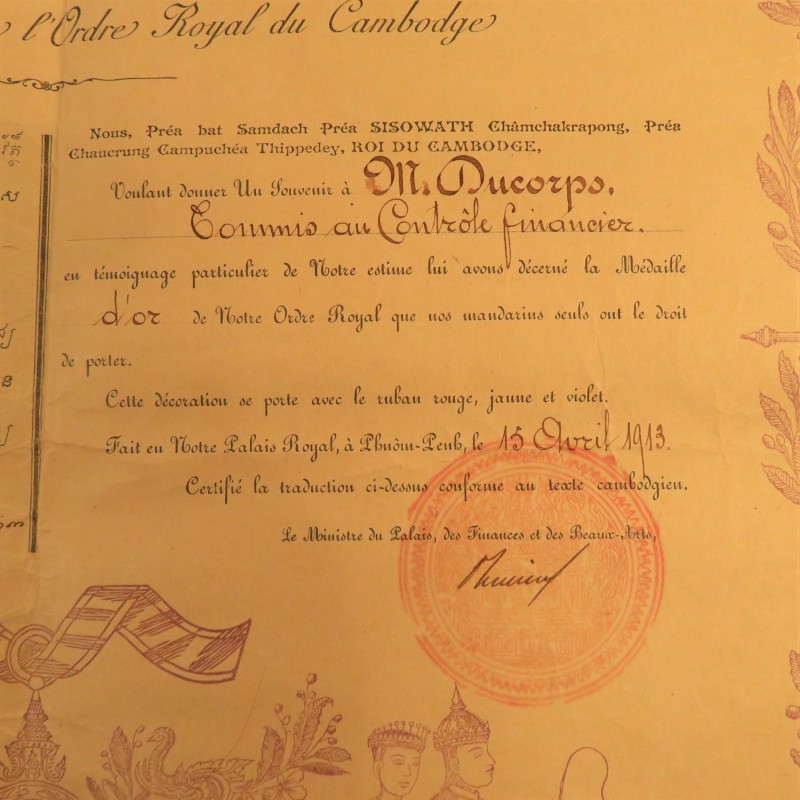 l'Ordre Royal du Cambodge
Nous, Préa bat Samdach Préa SISOWATH Châmchakrapong, Préa
Chaucrung Campuchéa Thippedey, ROI DU CAMBODGE,
Voulant donner Un Souvenir à M. Ducorps,
Commis au Contrôle financier.
en témoignage particulier de Notre estime lui avons décerné la Médaille
d'or de Notre Ordre Royal que nos mandarins seuls ont le droit
de porter.
Cette décoration se porte avec le ruban rouge, jaune et violet.
Fait en Notre Palais Royal, à Phnôm-Penh, le 15 Avril 1913.
Certifié la traduction ci-dessus conforme au texte cambodgien.
Le Ministre du Palais, des Finances et des Beaux-Arts,